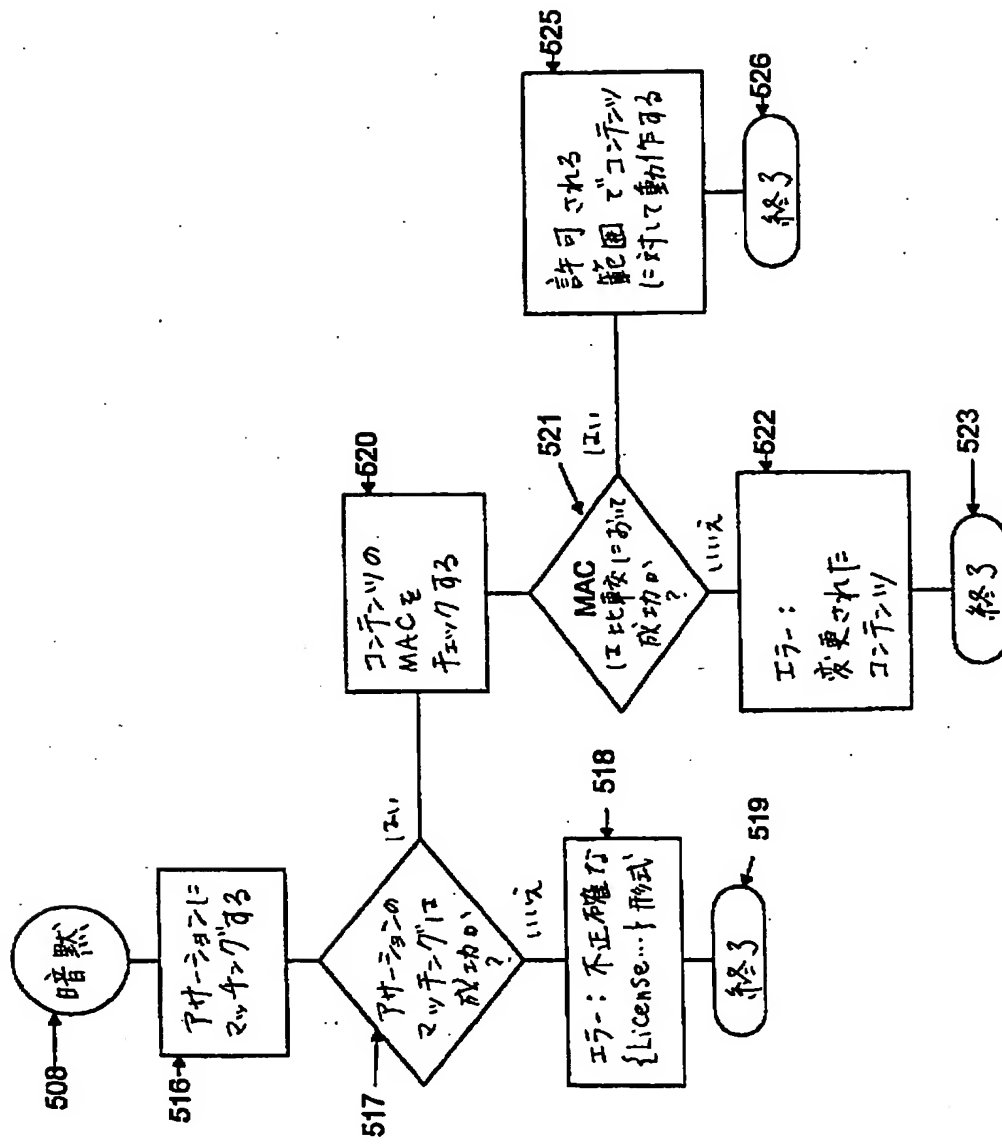 508
暗黙
516
アサーションに
マッチングする
517
アサーションの
マッチングは
成功か
?
いいえ
はい
518
エラー：不正確な
{License…}形式
519
終了
520
コンテンツの
MACを
チェックする
521
MAC
は比較において
成功か
?
いいえ
はい
522
エラー：
変更された
コンテンツ
523
終了
525
許可される
範囲でコンテンツ
に対して動作する
526
終了